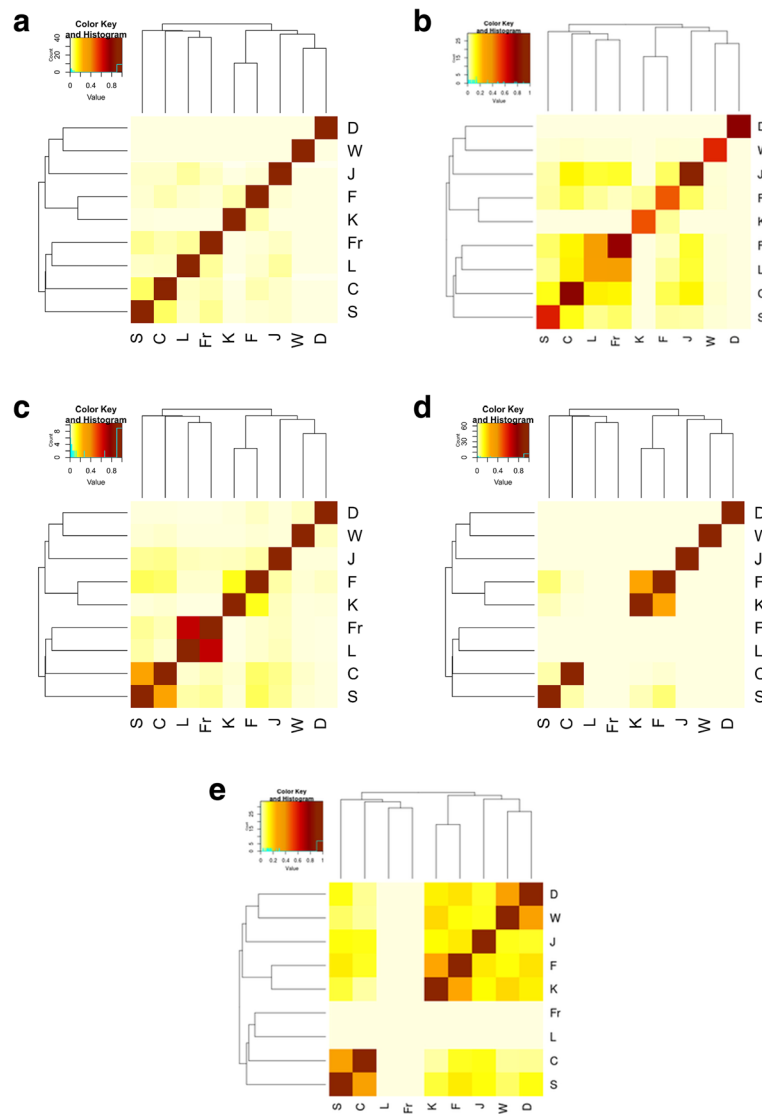 a
Color Key
and Histogram
Count
0 20 40
0 0.4 0.8
Value
D
W
J
F
K
Fr
L
C
S
S C L Fr K F J W D
b
Color Key
and Histogram
Count
0 5 15 25
0 0.2 0.4 0.6 0.8 1
Value
D
W
J
F
K
F
L
C
S
S C L Fr K F J W D
c
Color Key
and Histogram
Count
0 4 8
0 0.4 0.8
Value
D
W
J
F
K
Fr
L
C
S
S C L Fr K F J W D
d
Color Key
and Histogram
Count
0 20 60
0 0.4 0.8
Value
D
W
J
F
K
F
L
C
S
S C L Fr K F J W D
e
Color Key
and Histogram
Count
0 5 15 25
0 0.2 0.4 0.6 0.8 1
Value
D
W
J
F
K
Fr
L
C
S
S C L Fr K F J W D